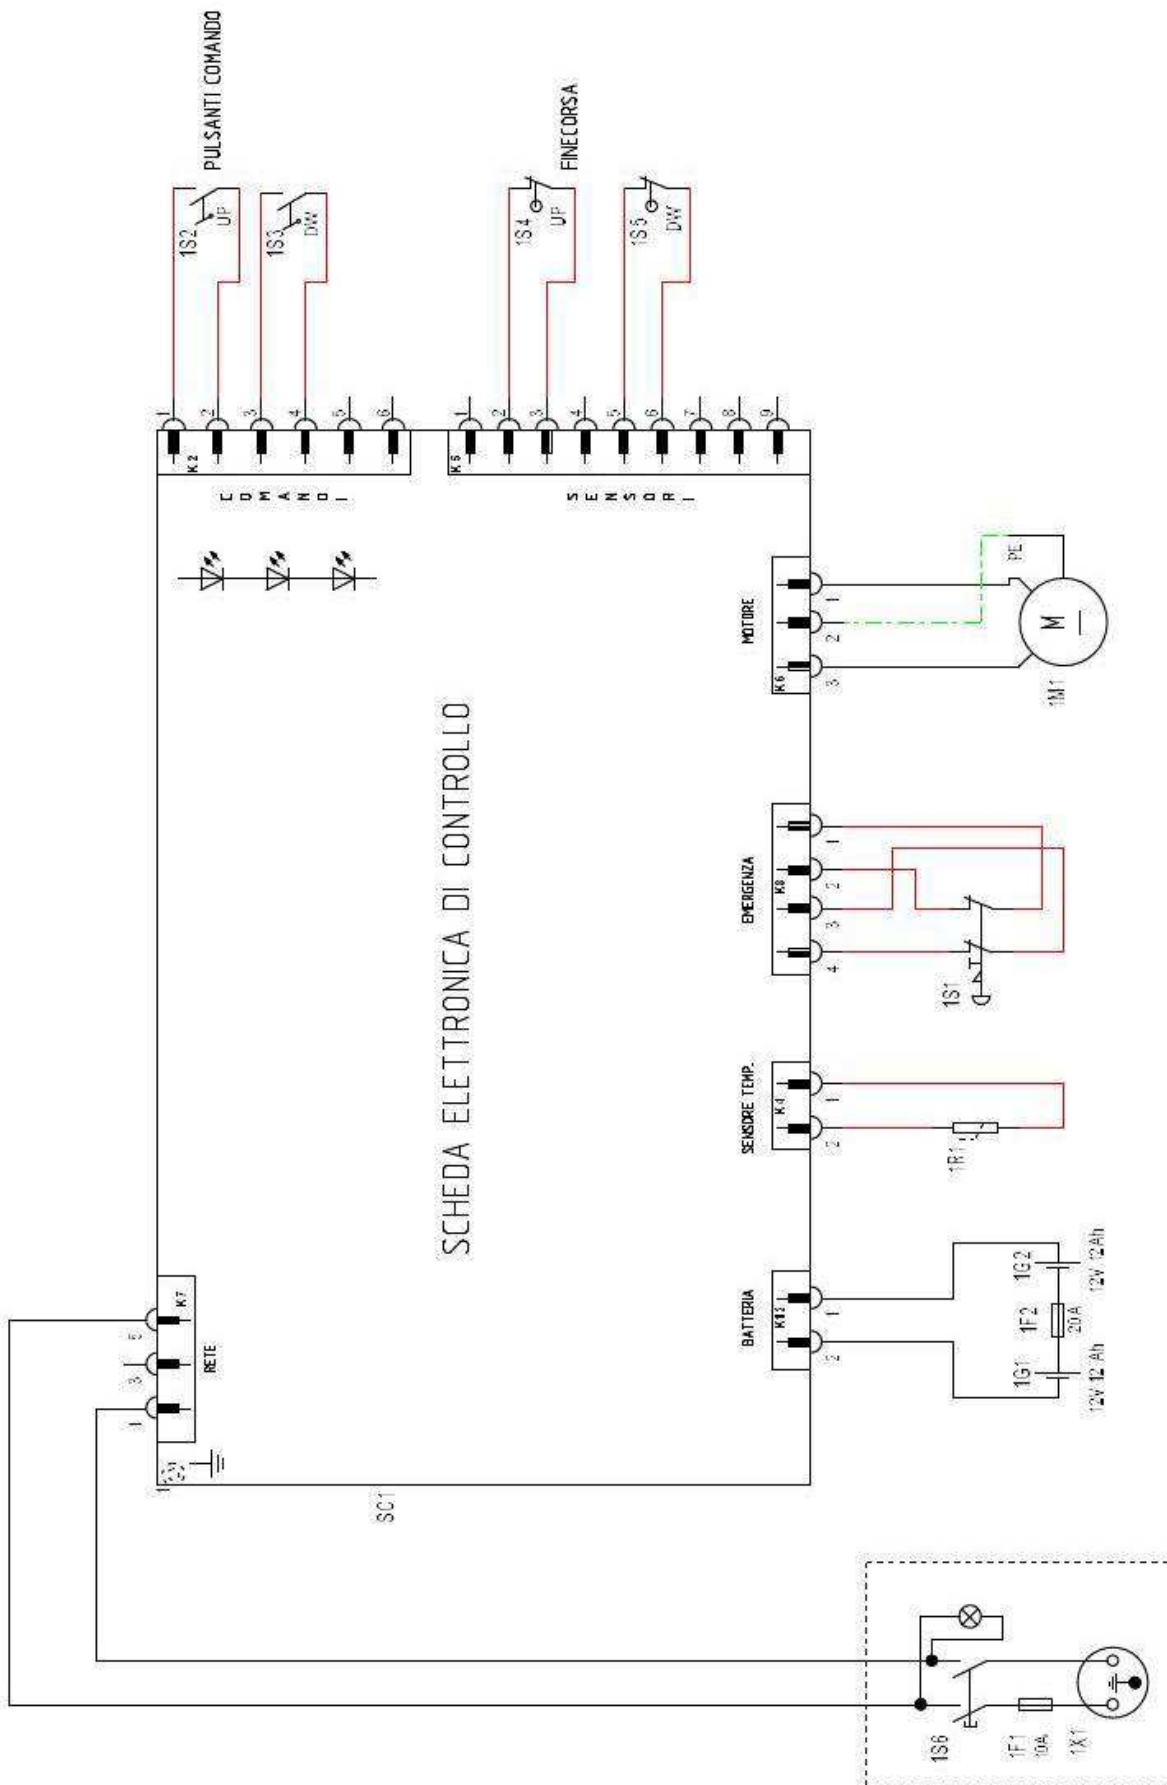 PULSANTI COMANDO
1S2
UP
1S3
DW
FINECORSA
1S4
UP
1S5
DW
1
2
3
4
5
6
K2
COMANDI
1
2
3
4
5
6
7
8
9
K5
SENSORI
MOTORE
K6
1
2
3
PE
M
1M1
SCHEDA ELETTRONICA DI CONTROLLO
EMERGENZA
K8
1
2
3
4
1S1
SENSORE TEMP.
K4
1
2
1R1
BATTERIA
1
2
1G2
12V 12Ah
1F2
20A
1G1
12V 12 Ah
K7
RETE
5
3
1
SC1
1S6
1F1
10A
1X1